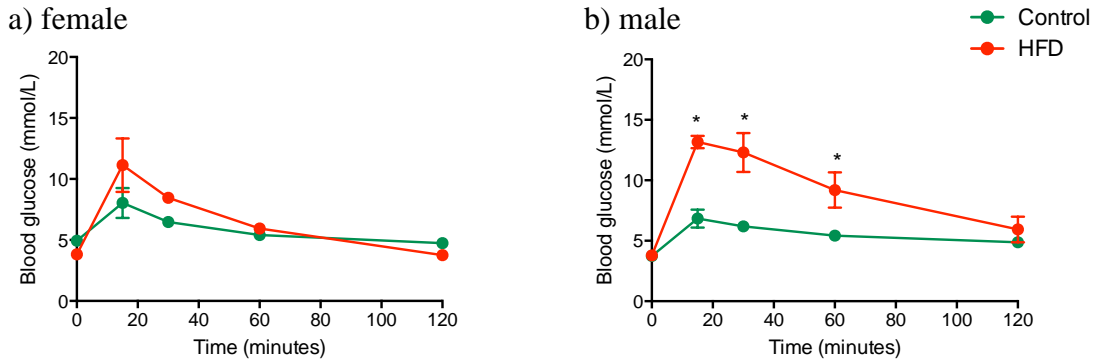 a) female
b) male
Control
HFD
Blood glucose (mmol/L)
20
15
10
5
0
0 20 40 60 80 100 120
Time (minutes)
Blood glucose (mmol/L)
20
15
10
5
0
* * *
0 20 40 60 80 100 120
Time (minutes)